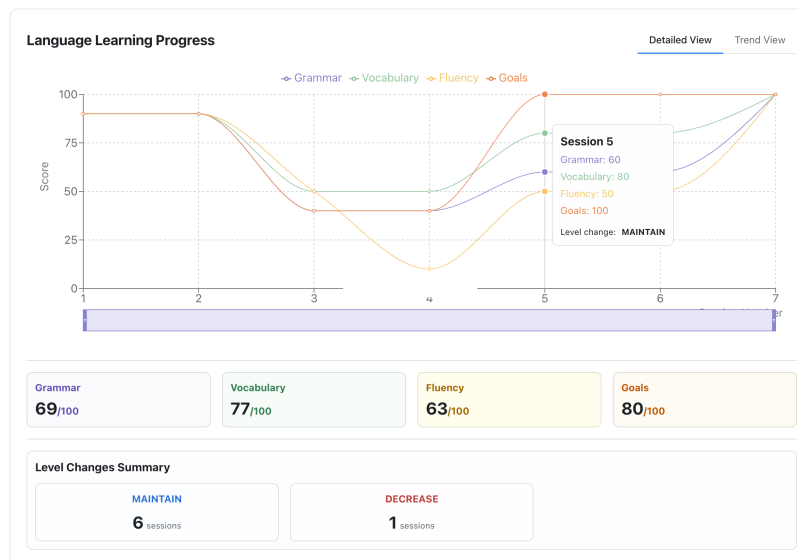 Language Learning Progress
Detailed View Trend View
Grammar Vocabulary Fluency Goals
100
75
50
25
0
Score
Session 5
Grammar: 60
Vocabulary: 80
Fluency: 50
Goals: 100
Level change: MAINTAIN
1 2 3 4 5 6 7
Grammar
69/100
Vocabulary
77/100
Fluency
63/100
Goals
80/100
Level Changes Summary
MAINTAIN
6 sessions
DECREASE
1 sessions